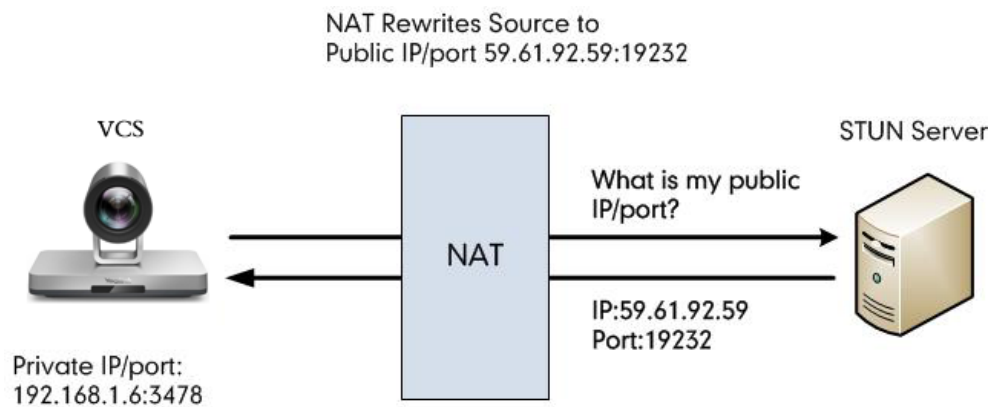 NAT Rewrites Source to
Public IP/port 59.61.92.59:19232
VCS
STUN Server
What is my public
IP/port?
NAT
IP:59.61.92.59
Port:19232
Private IP/port:
192.168.1.6:3478